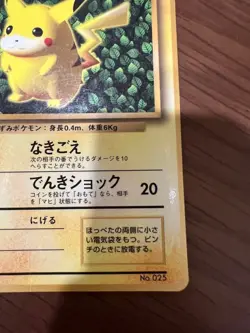 ずみポケモン：身長0.4m、体重6Kg
なきごえ
次の相手の番でうけるダメージを10
へらすことができる。
でんきショック 20
コインを投げて「おもて」なら、相手
を「マヒ」状態にする。
にげる
ほっぺたの両側に小さ
い電気袋をもつ。ピン
チのときに放電する。
No.025